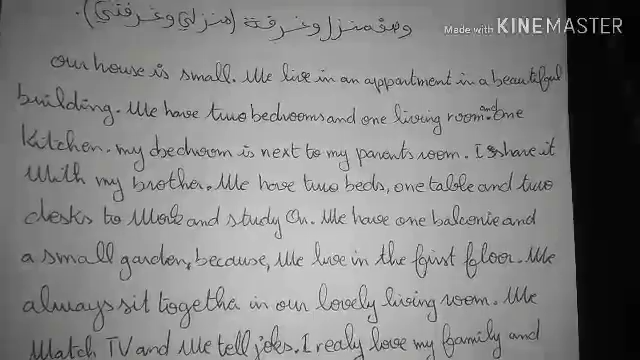 وصف منزل وغرفة (منزلي وغرفتي).
Made with KINEMASTER
our house is small. We live in an appartment in a beautiful
building. We have two bedrooms and one living room and one
Kitchen. my bedroom is next to my parents room. I share it
With my brother. We have two beds, one table and two
desks to Work and study On. We have one balconie and
a small garden, because, We live in the first floor. We
always sit together in our lovely living room. We
Watch TV and We tell jokes. I realy love my family and